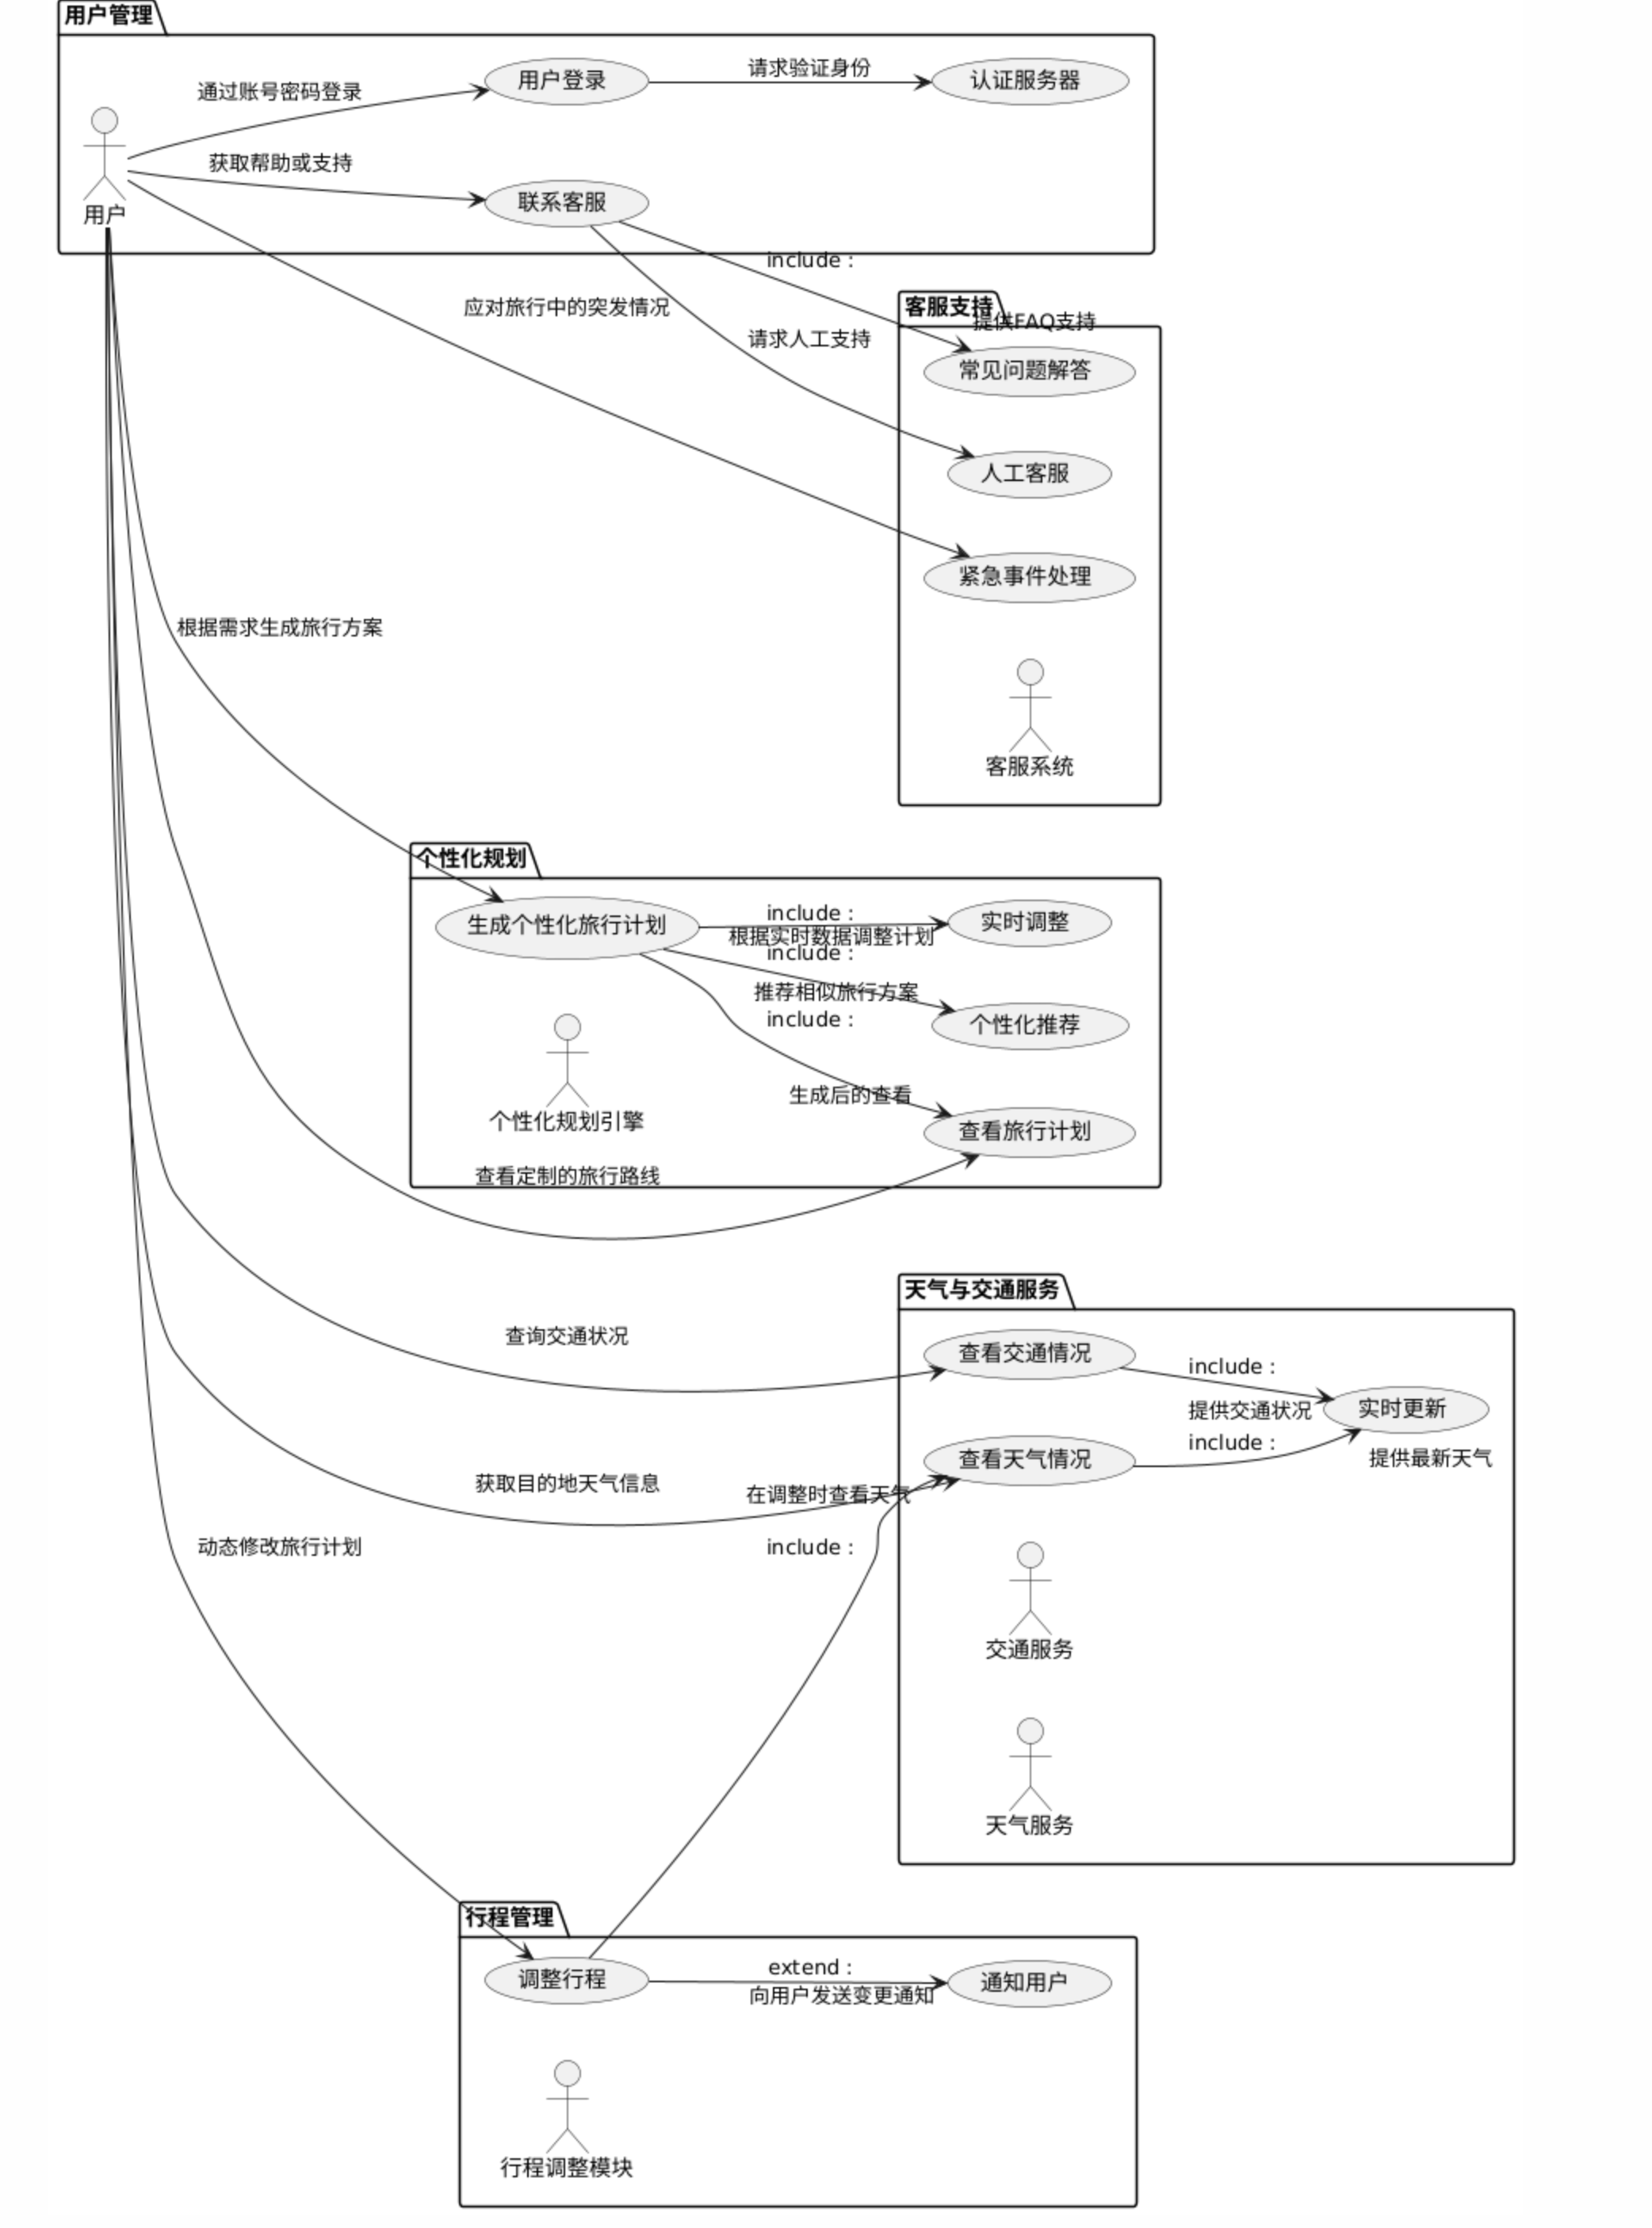 用户管理
通过账号密码登录
用户登录
请求验证身份
认证服务器
获取帮助或支持
联系客服
用户
include :
客服支持
提供FAQ支持
应对旅行中的突发情况
请求人工支持
常见问题解答
人工客服
紧急事件处理
根据需求生成旅行方案
客服系统
个性化规划
生成个性化旅行计划
include :
根据实时数据调整计划
实时调整
include :
推荐相似旅行方案
include :
个性化推荐
生成后的查看
个性化规划引擎
查看旅行计划
查看定制的旅行路线
天气与交通服务
查询交通状况
查看交通情况
include :
提供交通状况
实时更新
include :
查看天气情况
提供最新天气
获取目的地天气信息
在调整时查看天气
动态修改旅行计划
include :
交通服务
天气服务
行程管理
调整行程
extend :
向用户发送变更通知
通知用户
行程调整模块